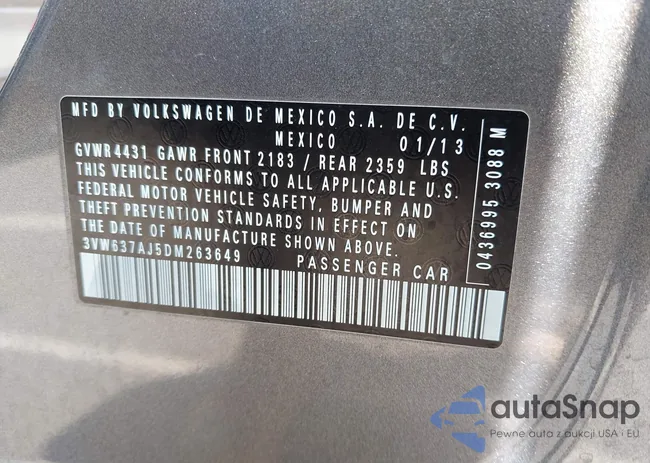 MFD BY VOLKSWAGEN DE MEXICO S.A. DE C.V.
MEXICO 01/13
GVWR 4431 GAWR FRONT 2183 / REAR 2359 LBS
THIS VEHICLE CONFORMS TO ALL APPLICABLE U.S.
FEDERAL MOTOR VEHICLE SAFETY, BUMPER AND
THEFT PREVENTION STANDARDS IN EFFECT ON
THE DATE OF MANUFACTURE SHOWN ABOVE.
3VW637AJ5DM263649 PASSENGER CAR
0436995 3088 M
autaSnap
Pewne auta z aukcji USA i EU